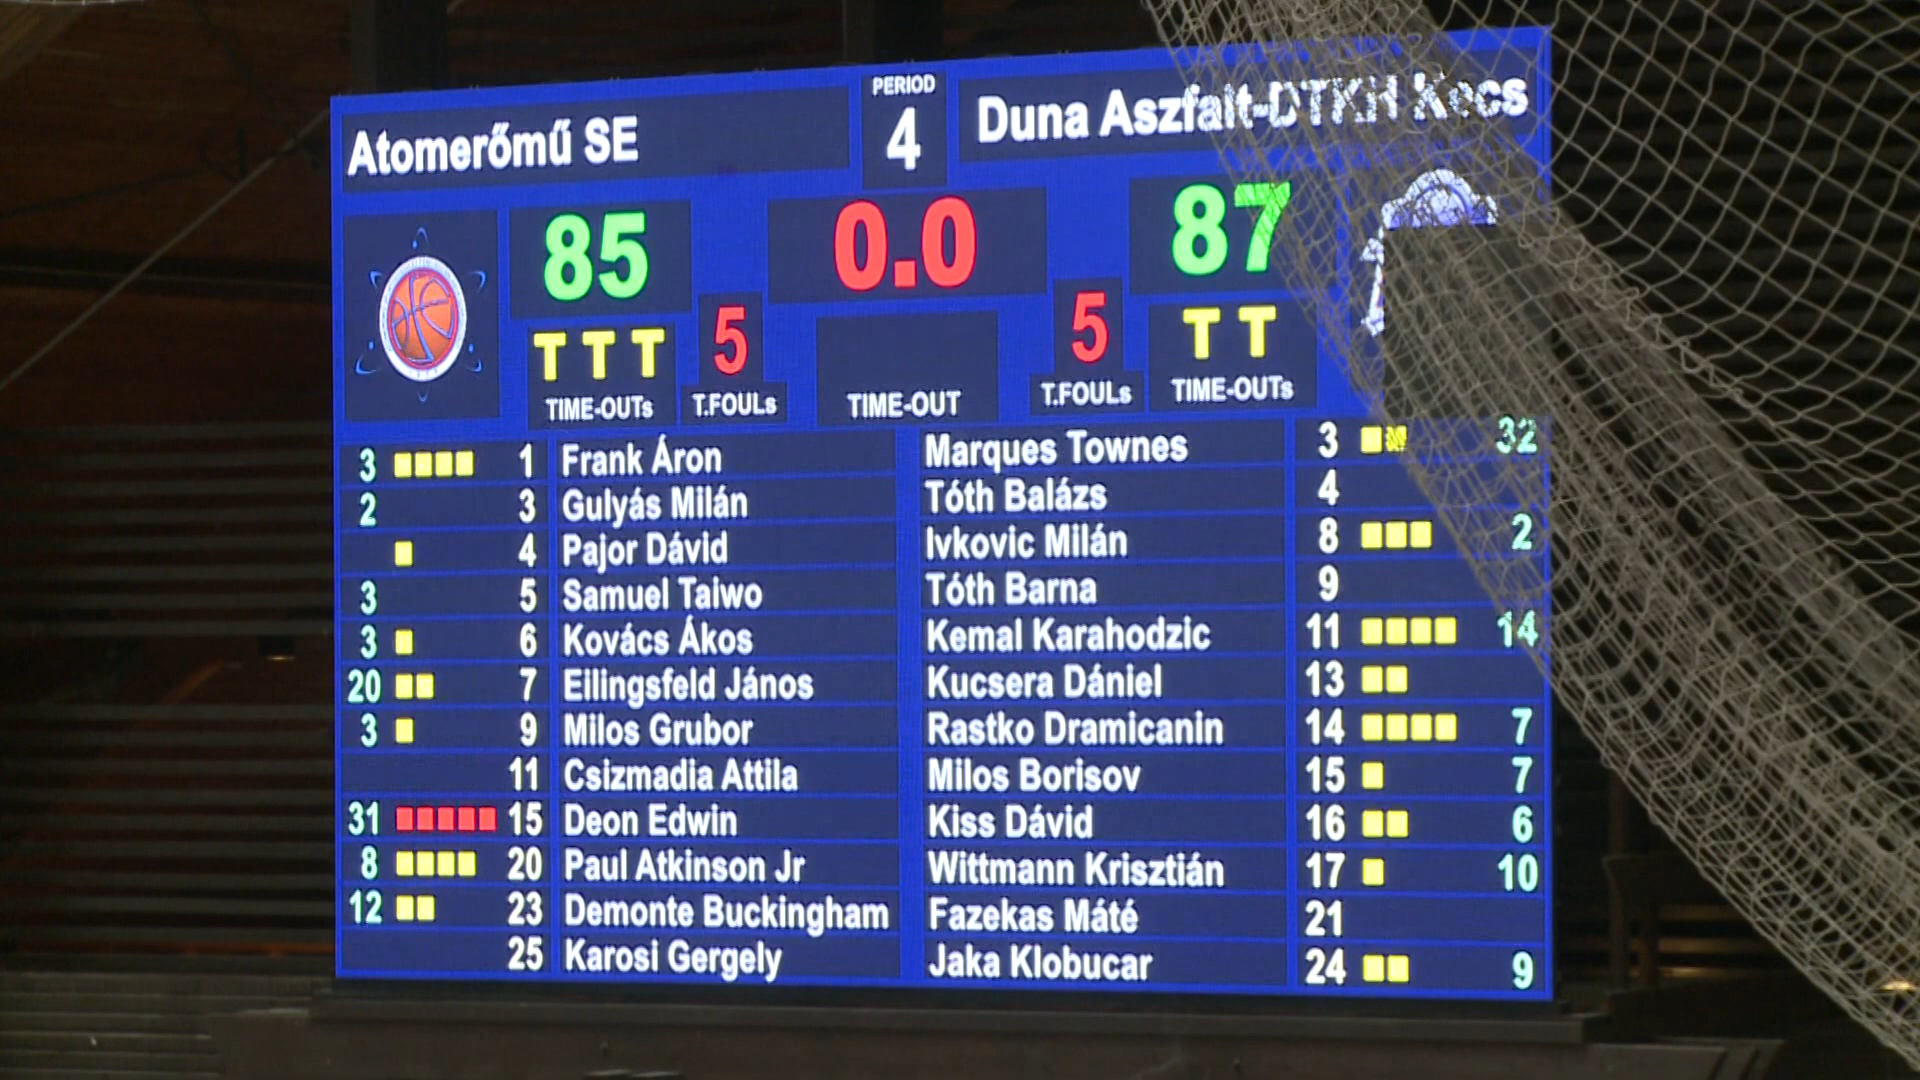 PERIOD
Atomerőmű SE 4 Duna Aszfalt-DTKH Kecs
85 0.0 87
T T T 5 5 T T
TIME-OUTs T.FOULs TIME-OUT T.FOULs TIME-OUTs
3 1 Frank Áron Marques Townes 3 32
2 3 Gulyás Milán Tóth Balázs 4
4 Pajor Dávid Ivkovic Milán 8 2
3 5 Samuel Taiwo Tóth Barna 9
3 6 Kovács Ákos Kemal Karahodzic 11 14
20 7 Eilingsfeld János Kucsera Dániel 13
3 9 Milos Grubor Rastko Dramicanin 14 7
11 Csizmadia Attila Milos Borisov 15 7
31 15 Deon Edwin Kiss Dávid 16 6
8 20 Paul Atkinson Jr Wittmann Krisztián 17 10
12 23 Demonte Buckingham Fazekas Máté 21
25 Karosi Gergely Jaka Klobucar 24 9